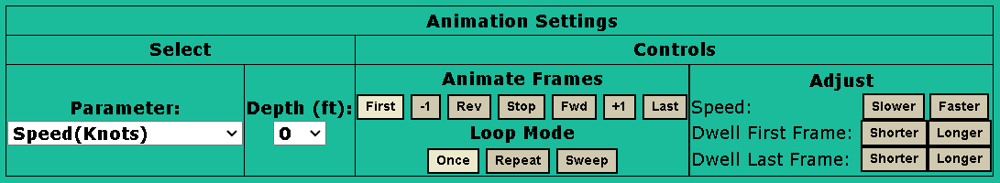 Animation Settings
Select
Controls
Parameter:
Speed(Knots)
Depth (ft):
0
Animate Frames
First -1 Rev Stop Fwd +1 Last
Loop Mode
Once Repeat Sweep
Adjust
Speed: Slower Faster
Dwell First Frame: Shorter Longer
Dwell Last Frame: Shorter Longer